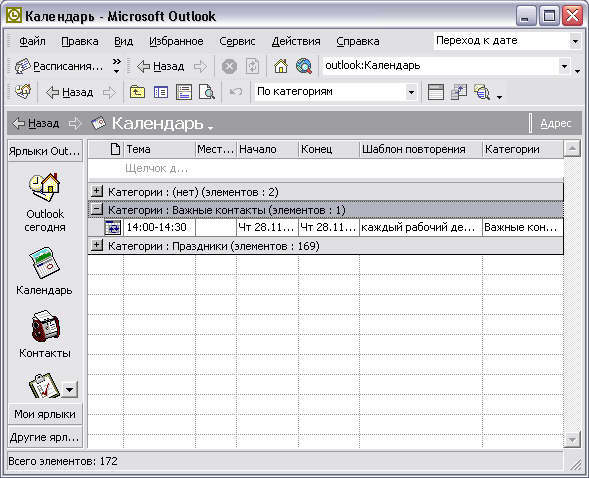 Календарь - Microsoft Outlook
Файл Правка Вид Избранное Сервис Действия Справка Переход к дате
Расписания... Назад outlook:Календарь
Назад По категориям
Назад Календарь Адрес
Ярлыки Out...
Тема Мест... Начало Конец Шаблон повторения Категории
Щелчок д...
Категории : (нет) (элементов : 2)
Категории : Важные контакты (элементов : 1)
14:00-14:30 Чт 28.11... Чт 28.11... каждый рабочий де... Важные кон...
Категории : Праздники (элементов : 169)
Outlook
сегодня
Календарь
Контакты
Мои ярлыки
Другие ярл...
Всего элементов: 172